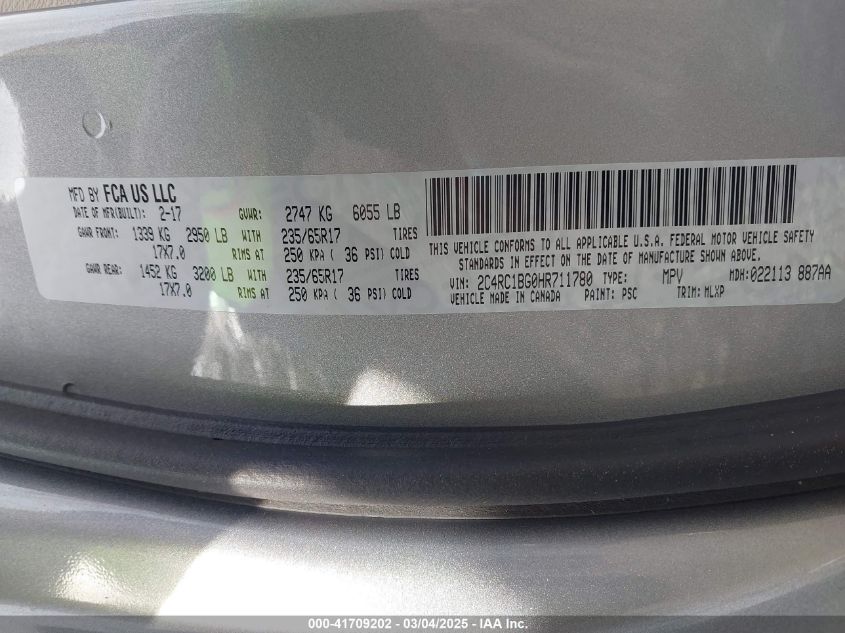 MFD BY FCA US LLC
DATE OF MFR(BUILT): 2-17 GVWR: 2747 KG 6055 LB
GAWR FRONT: 1339 KG 2950 LB WITH 235/65R17 TIRES
17X7.0 RIMS AT 250 KPA ( 36 PSI) COLD
GAWR REAR: 1452 KG 3200 LB WITH 235/65R17 TIRES
17X7.0 RIMS AT 250 KPA ( 36 PSI) COLD
THIS VEHICLE CONFORMS TO ALL APPLICABLE U.S.A. FEDERAL MOTOR VEHICLE SAFETY
STANDARDS IN EFFECT ON THE DATE OF MANUFACTURE SHOWN ABOVE.
VIN: 2C4RC1BG0HR711780 TYPE: MPV MDH:022113 887AA
VEHICLE MADE IN CANADA PAINT: PSC TRIM: MLXP
000-41709202 - 03/04/2025 - IAA Inc.